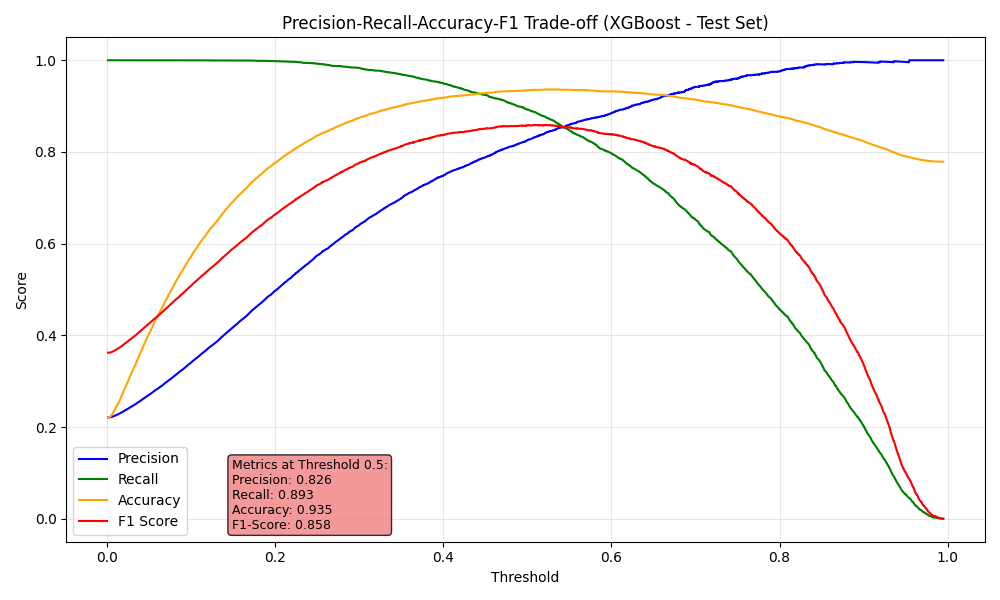 Precision-Recall-Accuracy-F1 Trade-off (XGBoost - Test Set)
1.0
0.8
0.6
0.4
0.2
0.0
Score
Precision
Recall
Accuracy
F1 Score
Metrics at Threshold 0.5:
Precision: 0.826
Recall: 0.893
Accuracy: 0.935
F1-Score: 0.858
0.0 0.2 0.4 0.6 0.8 1.0
Threshold